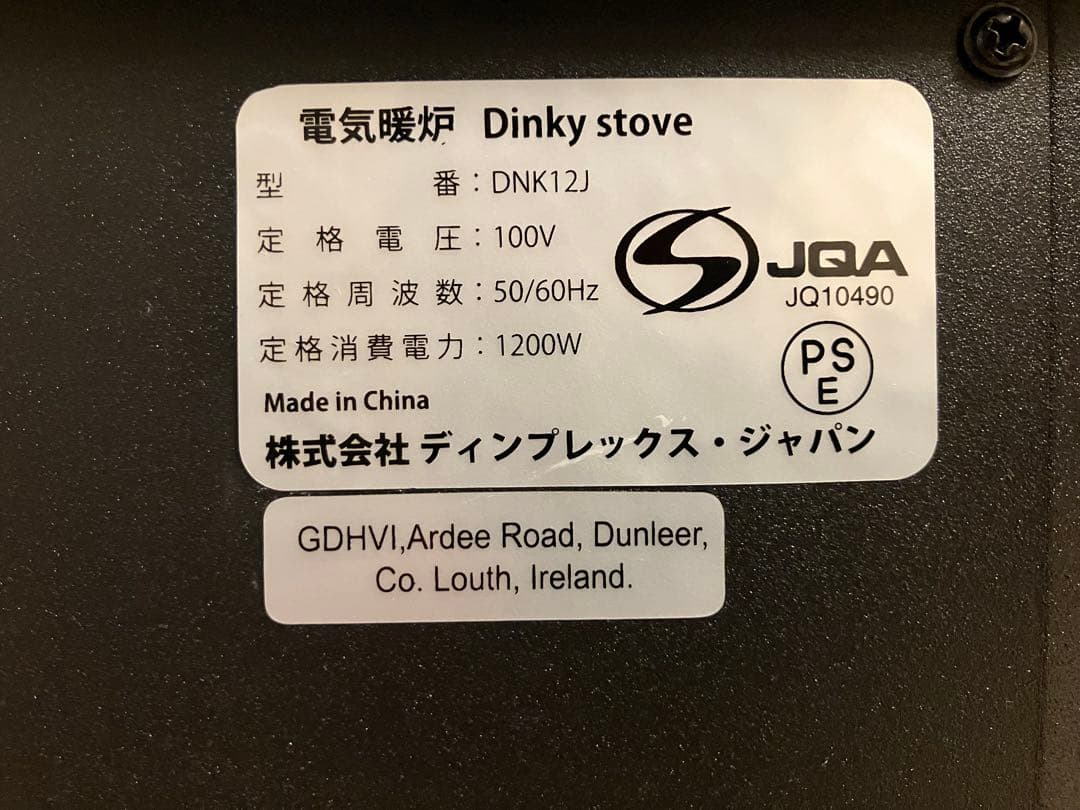 電気暖炉 Dinky stove
型番：DNK12J
定格電圧：100V
定格周波数：50/60Hz
定格消費電力：1200W
JQA
JQ10490
PS
E
Made in China
株式会社 ディンプレックス・ジャパン
GDHVI,Ardee Road, Dunleer,
Co. Louth, Ireland.